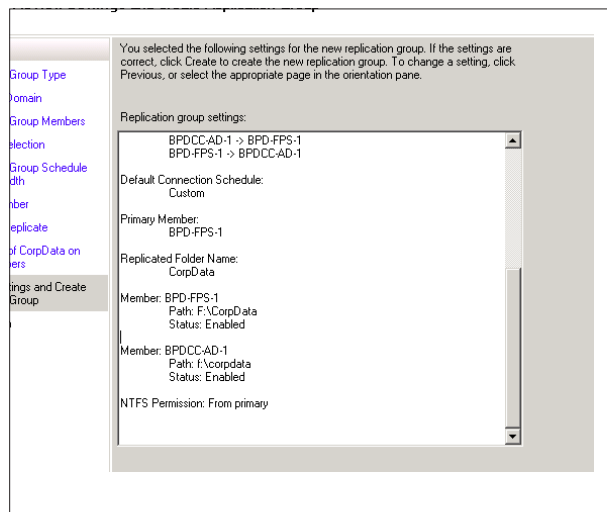 You selected the following settings for the new replication group. If the settings are
correct, click Create to create the new replication group. To change a setting, click
Previous, or select the appropriate page in the orientation pane.
Group Type
Domain
Group Members
election
Group Schedule
dth
mber
eplicate
of CorpData on
bers
tings and Create
Group
Replication group settings:
BPDCC-AD-1 -> BPD-FPS-1
BPD-FPS-1 -> BPDCC-AD-1
Default Connection Schedule:
Custom
Primary Member:
BPD-FPS-1
Replicated Folder Name:
CorpData
Member: BPD-FPS-1
Path: F:\CorpData
Status: Enabled
Member: BPDCC-AD-1
Path: f:\corpdata
Status: Enabled
NTFS Permission: From primary